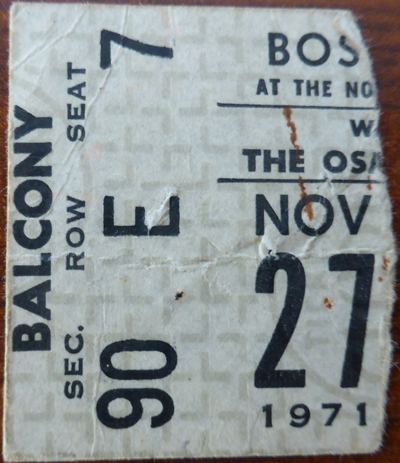 BALCONY
SEC. ROW SEAT
90 E 7
BOS
AT THE NO
W
THE OSA
NOV
27
1971